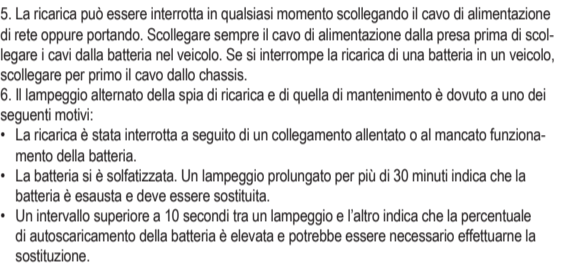 5. La ricarica può essere interrotta in qualsiasi momento scollegando il cavo di alimentazione
di rete oppure portando. Scollegare sempre il cavo di alimentazione dalla presa prima di scol-
legare i cavi dalla batteria nel veicolo. Se si interrompe la ricarica di una batteria in un veicolo,
scollegare per primo il cavo dallo chassis.
6. Il lampeggio alternato della spia di ricarica e di quella di mantenimento è dovuto a uno dei
seguenti motivi:
• La ricarica è stata interrotta a seguito di un collegamento allentato o al mancato funziona-
mento della batteria.
• La batteria si è solfatizzata. Un lampeggio prolungato per più di 30 minuti indica che la
batteria è esausta e deve essere sostituita.
• Un intervallo superiore a 10 secondi tra un lampeggio e l'altro indica che la percentuale
di autoscaricamento della batteria è elevata e potrebbe essere necessario effettuarne la
sostituzione.